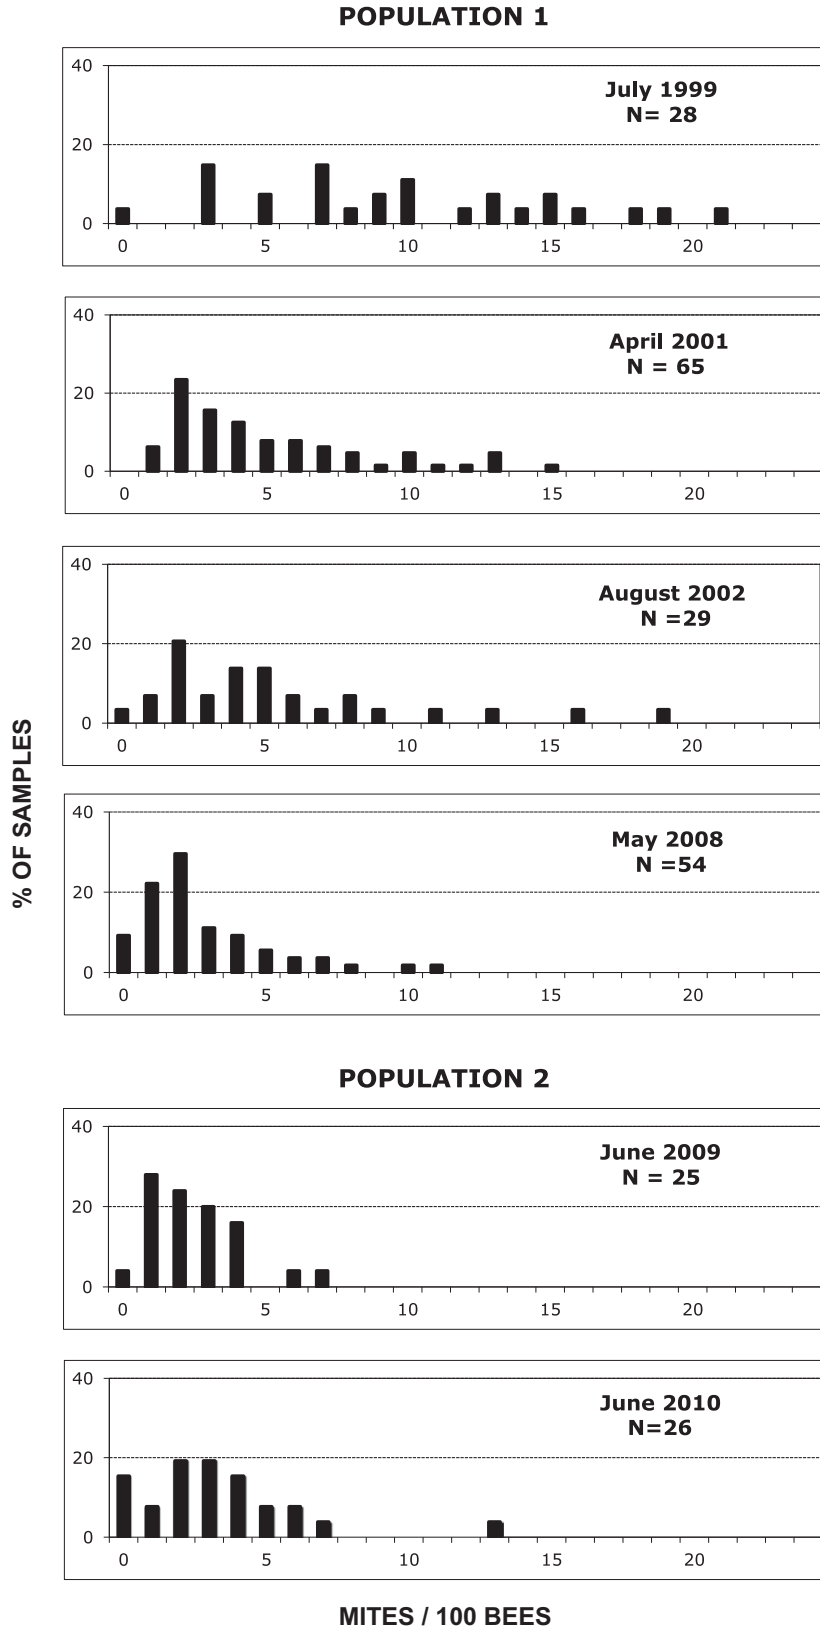 POPULATION 1
40
July 1999
N= 28
20
0
0 5 10 15 20
40
April 2001
N = 65
20
0
0 5 10 15 20
40
August 2002
N =29
20
0
0 5 10 15 20
% OF SAMPLES
40
May 2008
N =54
20
0
0 5 10 15 20
POPULATION 2
40
June 2009
N = 25
20
0
0 5 10 15 20
40
June 2010
N=26
20
0
0 5 10 15 20
MITES / 100 BEES